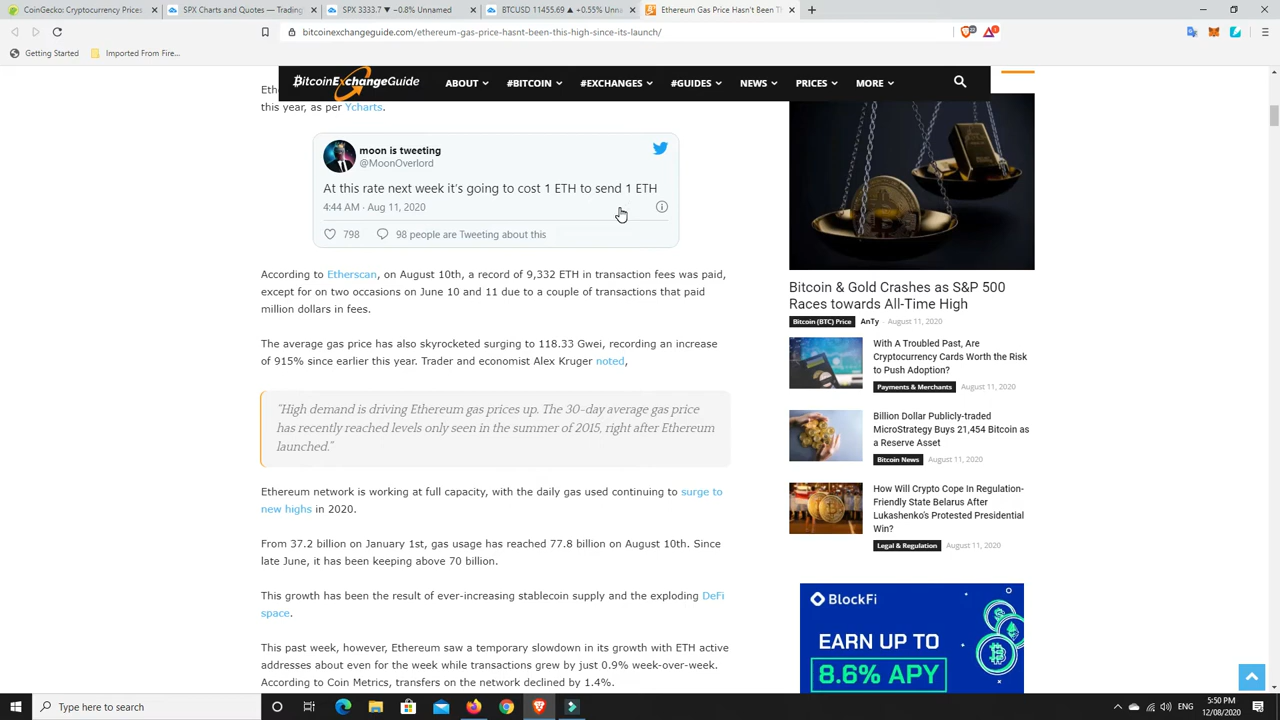 CoinGecko: Cryptocurrency Prices
DA Portfolio and Unnamed
SPX 3333.7 ▼ −0.53% Unnamed
BTCUSD 11455.69 ▲ +0.55% Unn
Ethereum Gas Price Hasn't Been T
bitcoinexchangeguide.com/ethereum-gas-price-hasnt-been-this-high-since-its-launch/
Getting Started
Imported From Fire...
BitcoinExchangeGuide
ABOUT
#BITCOIN
#EXCHANGES
#GUIDES
NEWS
PRICES
MORE
this year, as per Ycharts.
moon is tweeting
@MoonOverlord
At this rate next week it's going to cost 1 ETH to send 1 ETH
4:44 AM · Aug 11, 2020
798
98 people are Tweeting about this
According to Etherscan, on August 10th, a record of 9,332 ETH in transaction fees was paid,
except for on two occasions on June 10 and 11 due to a couple of transactions that paid
million dollars in fees.
The average gas price has also skyrocketed surging to 118.33 Gwei, recording an increase
of 915% since earlier this year. Trader and economist Alex Kruger noted,
"High demand is driving Ethereum gas prices up. The 30-day average gas price
has recently reached levels only seen in the summer of 2015, right after Ethereum
launched."
Ethereum network is working at full capacity, with the daily gas used continuing to surge to
new highs in 2020.
From 37.2 billion on January 1st, gas usage has reached 77.8 billion on August 10th. Since
late June, it has been keeping above 70 billion.
This growth has been the result of ever-increasing stablecoin supply and the exploding DeFi
space.
This past week, however, Ethereum saw a temporary slowdown in its growth with ETH active
addresses about even for the week while transactions grew by just 0.9% week-over-week.
According to Coin Metrics, transfers on the network declined by 1.4%.
Bitcoin & Gold Crashes as S&P 500
Races towards All-Time High
Bitcoin (BTC) Price AnTy - August 11, 2020
With A Troubled Past, Are
Cryptocurrency Cards Worth the Risk
to Push Adoption?
Payments & Merchants August 11, 2020
Billion Dollar Publicly-traded
MicroStrategy Buys 21,454 Bitcoin as
a Reserve Asset
Bitcoin News August 11, 2020
How Will Crypto Cope In Regulation-
Friendly State Belarus After
Lukashenko's Protested Presidential
Win?
Legal & Regulation August 11, 2020
BlockFi
EARN UP TO
8.6% APY
Type here to search
ENG
5:50 PM
12/08/2020